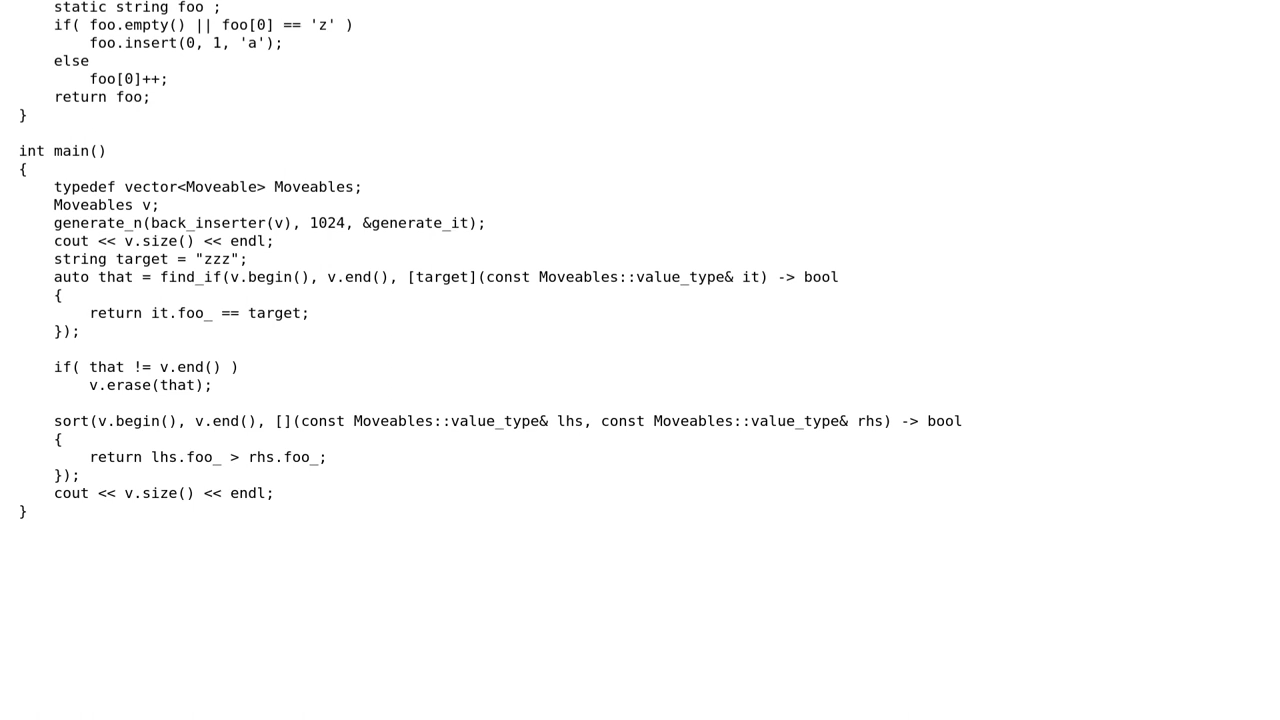 static string foo ;
    if( foo.empty() || foo[0] == 'z' )
        foo.insert(0, 1, 'a');
    else
        foo[0]++;
    return foo;
}

int main()
{
    typedef vector<Moveable> Moveables;
    Moveables v;
    generate_n(back_inserter(v), 1024, &generate_it);
    cout << v.size() << endl;
    string target = "zzz";
    auto that = find_if(v.begin(), v.end(), [target](const Moveables::value_type& it) -> bool
    {
        return it.foo_ == target;
    });

    if( that != v.end() )
        v.erase(that);

    sort(v.begin(), v.end(), [](const Moveables::value_type& lhs, const Moveables::value_type& rhs) -> bool
    {
        return lhs.foo_ > rhs.foo_;
    });
    cout << v.size() << endl;
}